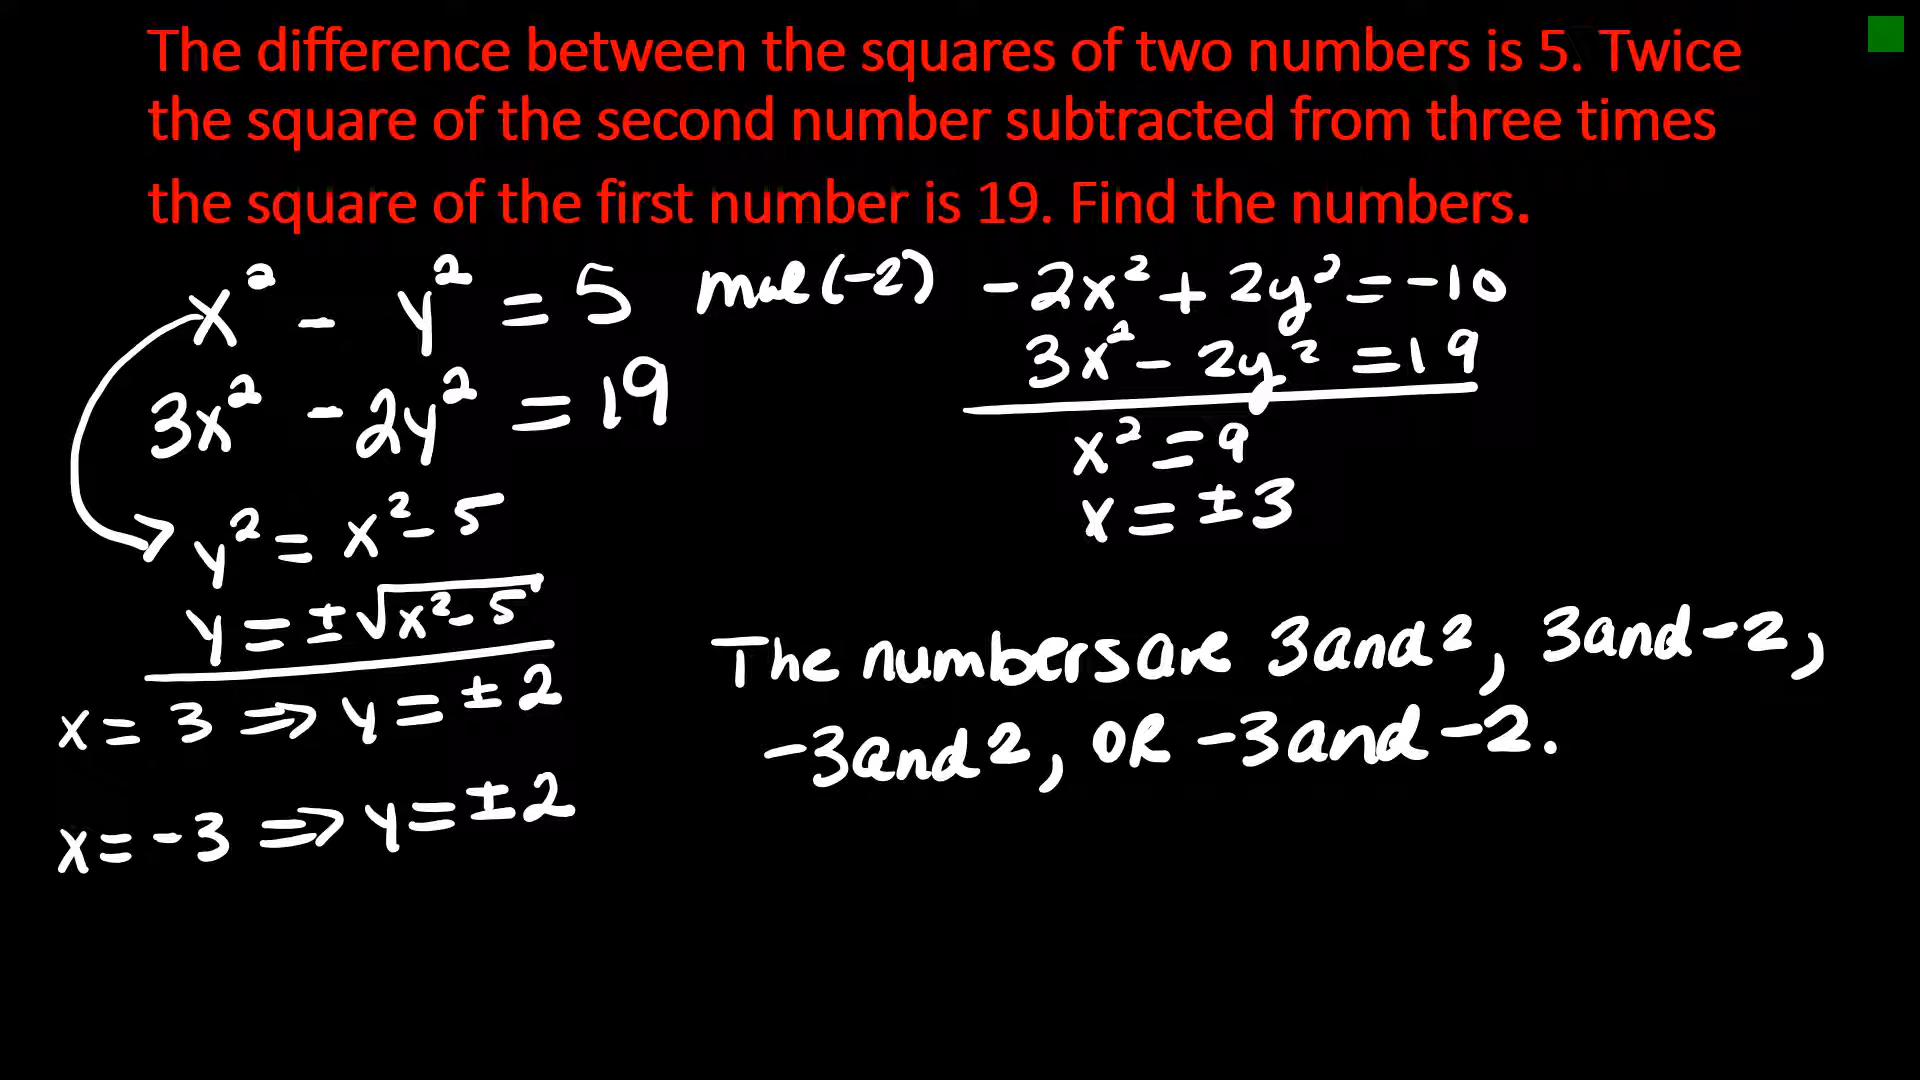 The difference between the squares of two numbers is 5. Twice
the square of the second number subtracted from three times
the square of the first number is 19. Find the numbers.
x² - y² = 5 mul (-2)
3x² - 2y² = 19
y² = x² - 5
y = ±√(x² - 5)
x = 3 ⇒ y = ±2
x = -3 ⇒ y = ±2
-2x² + 2y² = -10
3x² - 2y² = 19
x² = 9
x = ±3
The numbers are 3 and 2, 3 and -2,
-3 and 2, OR -3 and -2.